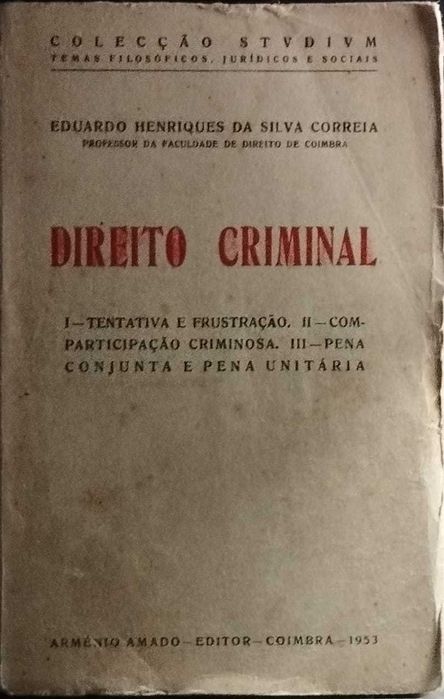 COLECÇÃO STVDIVM
TEMAS FILOSÓFICOS, JURÍDICOS E SOCIAIS
EDUARDO HENRIQUES DA SILVA CORREIA
PROFESSOR DA FACULDADE DE DIREITO DE COIMBRA
DIREITO CRIMINAL
I—TENTATIVA E FRUSTRAÇÃO. II—COM-
PARTICIPAÇÃO CRIMINOSA. III—PENA
CONJUNTA E PENA UNITÁRIA
ARMÉNIO AMADO—EDITOR—COIMBRA—1953